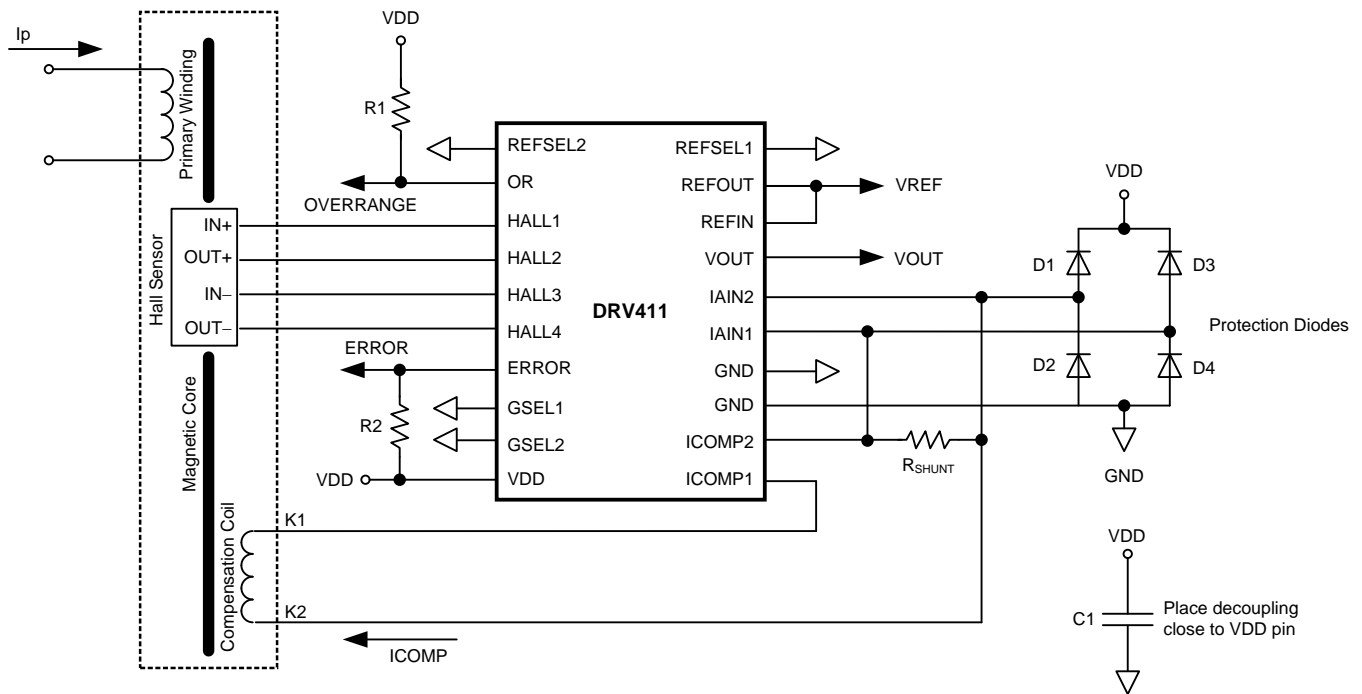 Ip
Primary Winding
Hall Sensor
IN+
OUT+
IN−
OUT−
Magnetic Core
Compensation Coil
K1
K2
ICOMP
VDD
R1
OVERRANGE
ERROR
R2
VDD
REFSEL2
OR
HALL1
HALL2
HALL3
HALL4
ERROR
GSEL1
GSEL2
VDD
DRV411
REFSEL1
REFOUT
REFIN
VOUT
IAIN2
IAIN1
GND
GND
ICOMP2
ICOMP1
VREF
VOUT
RSHUNT
VDD
D1
D3
D2
D4
Protection Diodes
GND
VDD
C1
Place decoupling
close to VDD pin